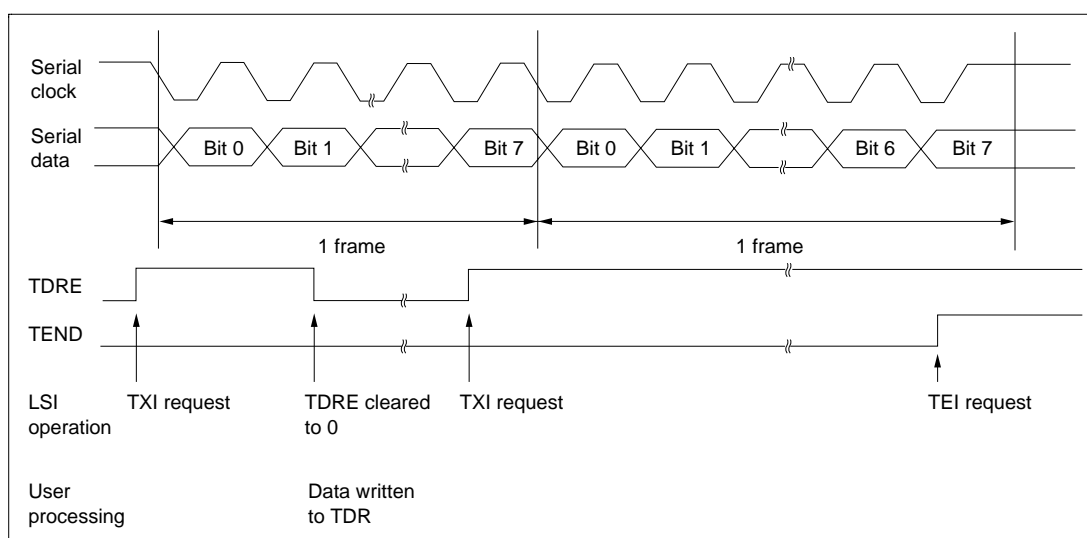 Serial
clock
Serial
data
Bit 0
Bit 1
Bit 7
Bit 0
Bit 1
Bit 6
Bit 7
1 frame
1 frame
TDRE
TEND
LSI
operation
TXI request
TDRE cleared
to 0
TXI request
TEI request
User
processing
Data written
to TDR